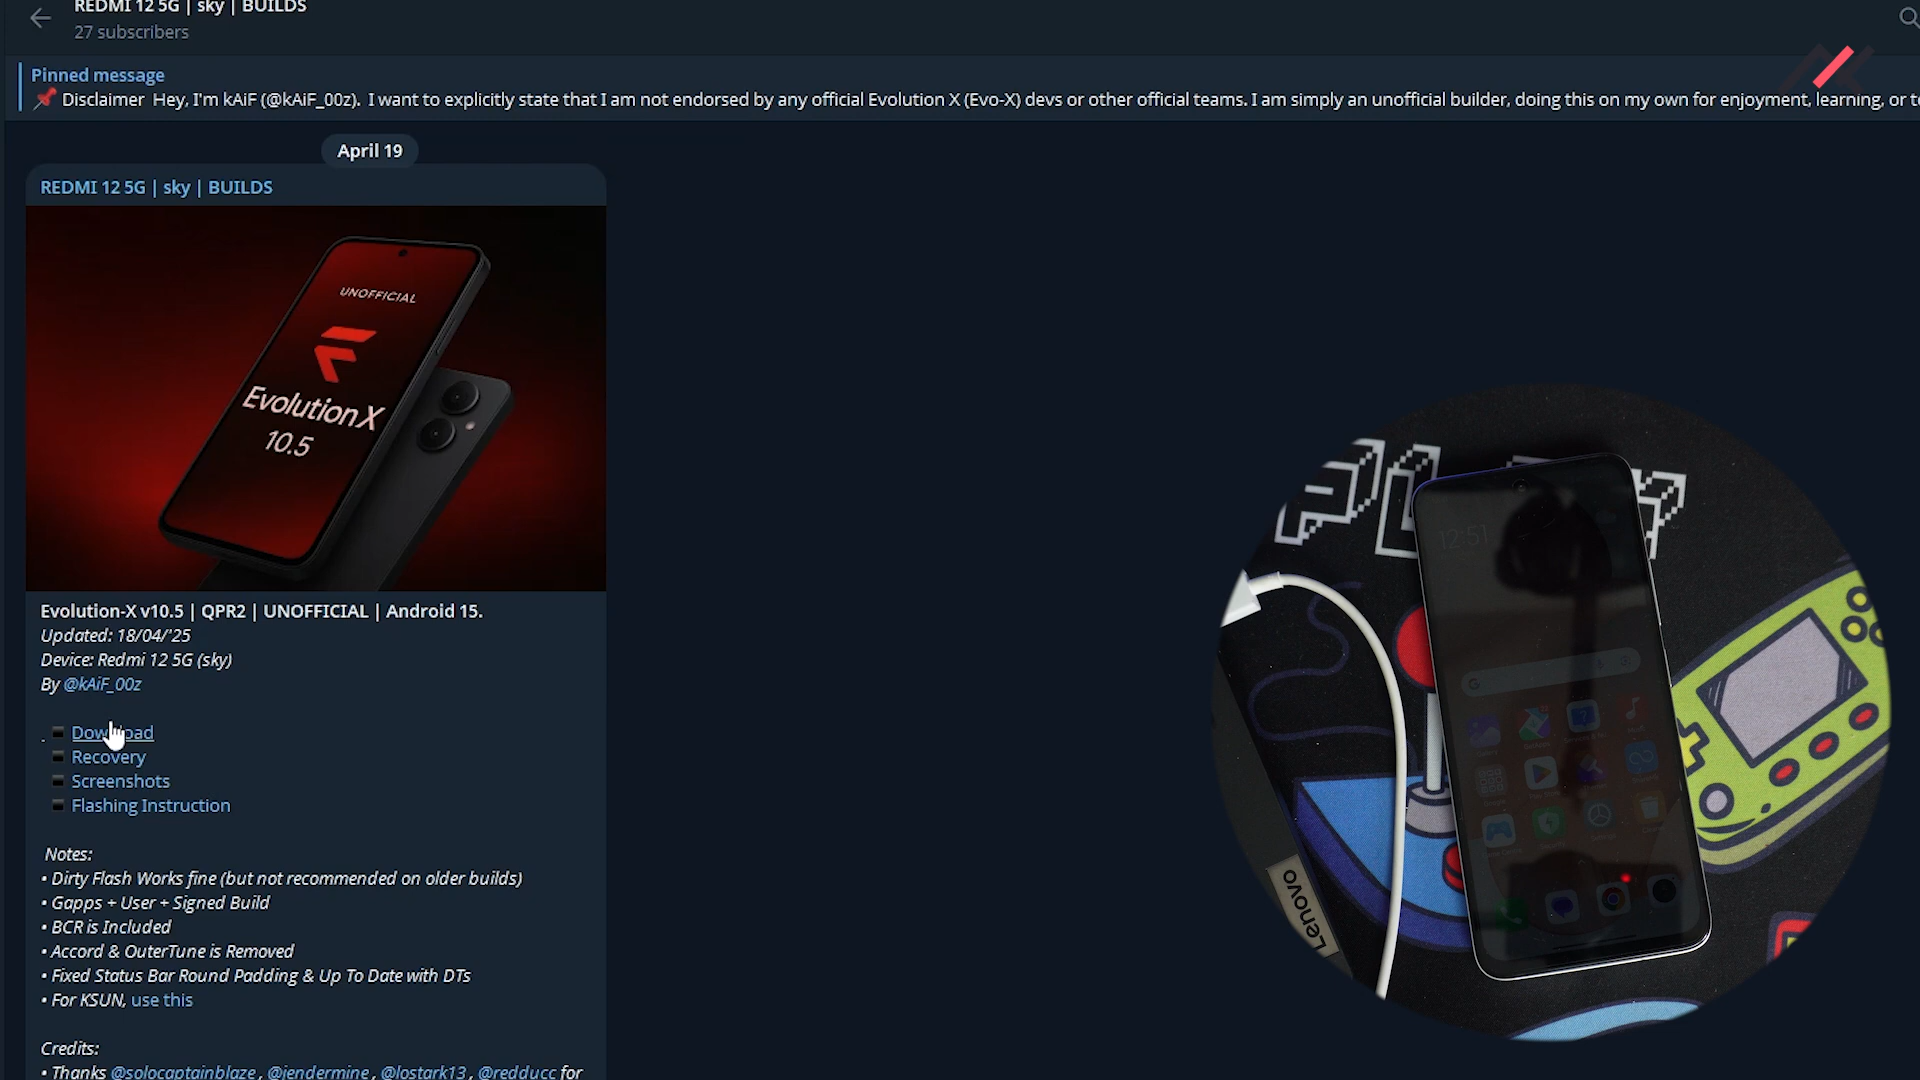 REDMI 12 5G | sky | BUILDS
27 subscribers
Pinned message
📌 Disclaimer Hey, I'm kAiF (@kAiF_00z). I want to explicitly state that I am not endorsed by any official Evolution X (Evo-X) devs or other official teams. I am simply an unofficial builder, doing this on my own for enjoyment, learning, or te
April 19
REDMI 12 5G | sky | BUILDS
UNOFFICIAL
Evolution X
10.5
Evolution-X v10.5 | QPR2 | UNOFFICIAL | Android 15.
Updated: 18/04/'25
Device: Redmi 12 5G (sky)
By @kAiF_00z
Download
Recovery
Screenshots
Flashing Instruction
Notes:
• Dirty Flash Works fine (but not recommended on older builds)
• Gapps + User + Signed Build
• BCR is Included
• Accord & OuterTune is Removed
• Fixed Status Bar Round Padding & Up To Date with DTs
• For KSUN, use this
Credits:
• Thanks @solocaptainblaze, @jendermine, @lostark13, @redducc for
12:51
Lenovo